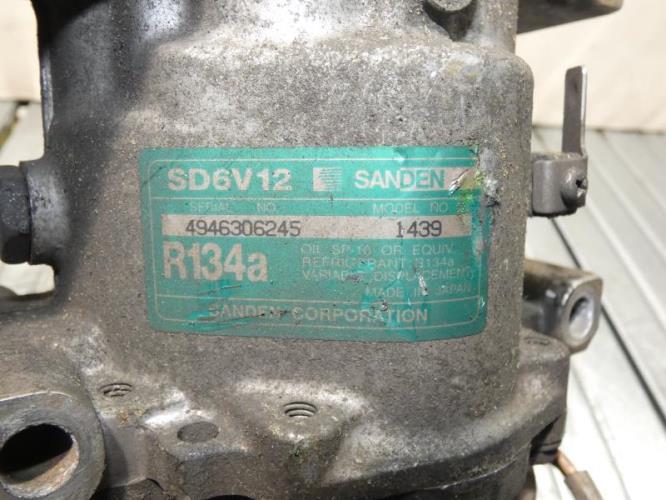 SD6V12 SANDEN
SERIAL NO. MODEL NO.
4946306245 1439
R134a
OIL SP-10 OR EQUIV.
REFRIGERANT R134a
VARIABLE DISPLACEMENT
MADE IN JAPAN
SANDEN CORPORATION